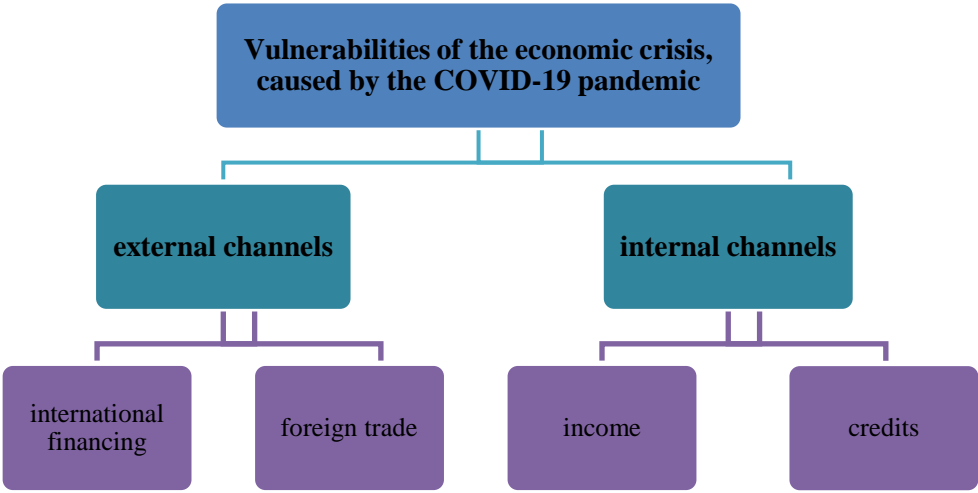 Vulnerabilities of the economic crisis,
caused by the COVID-19 pandemic
external channels
internal channels
international
financing
foreign trade
income
credits